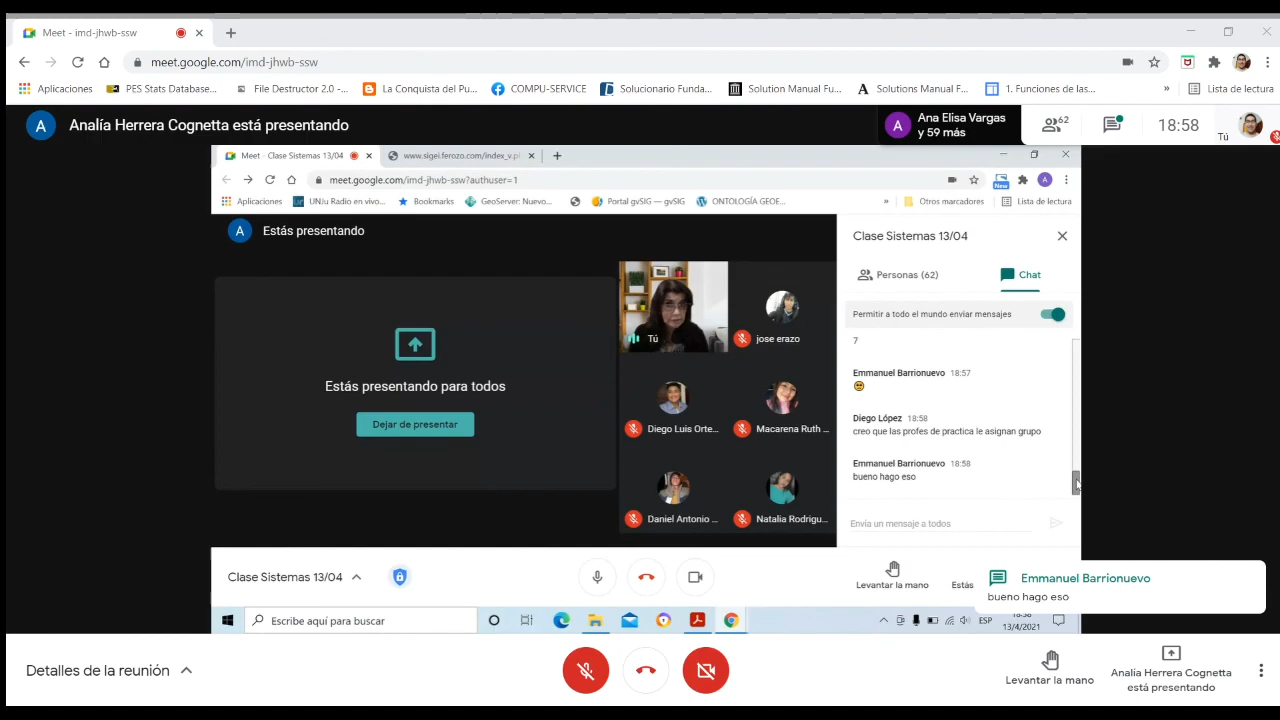 Meet - imd-jhwb-ssw
meet.google.com/imd-jhwb-ssw
Aplicaciones
PES Stats Database...
File Destructor 2.0 -...
La Conquista del Pu...
COMPU-SERVICE
Solucionario Funda...
Solution Manual Fu...
Solutions Manual F...
1. Funciones de las...
»
Lista de lectura
A
Analía Herrera Cognetta está presentando
A
Ana Elisa Vargas
y 59 más
62
18:58
Tú
Meet - Clase Sistemas 13/04
www.sigei.ferozo.com/index_v.p
meet.google.com/imd-jhwb-ssw?authuser=1
New
A
Aplicaciones
UNJu Radio en vivo...
Bookmarks
GeoServer: Nuevo...
Portal gvSIG — gvSIG
ONTOLOGÍA GEOE...
»
Otros marcadores
Lista de lectura
A
Estás presentando
Estás presentando para todos
Dejar de presentar
Tú
jose erazo
Diego Luis Orte...
Macarena Ruth ...
Daniel Antonio ...
Natalia Rodrigu...
Clase Sistemas 13/04
Personas (62)
Chat
Permitir a todo el mundo enviar mensajes
7
Emmanuel Barrionuevo 18:57
Diego López 18:58
creo que las profes de practica le asignan grupo
Emmanuel Barrionuevo 18:58
bueno hago eso
Envía un mensaje a todos
Clase Sistemas 13/04
Levantar la mano
Estás
Emmanuel Barrionuevo
bueno hago eso
Escribe aquí para buscar
ESP
13/4/2021
Detalles de la reunión
Levantar la mano
Analía Herrera Cognetta
está presentando